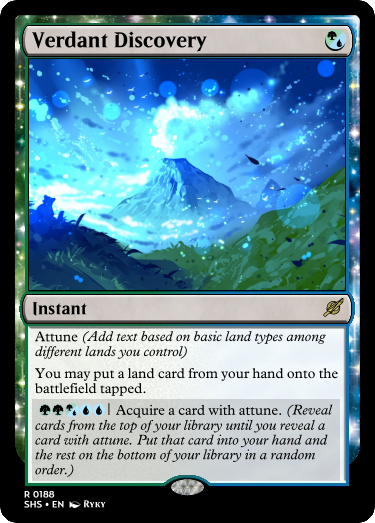 Verdant Discovery
Instant
Attune (Add text based on basic land types among
different lands you control)
You may put a land card from your hand onto the
battlefield tapped.
| Acquire a card with attune. (Reveal
cards from the top of your library until you reveal a
card with attune. Put that card into your hand and
the rest on the bottom of your library in a random
order.)
R 0188
SHS • EN Ryky